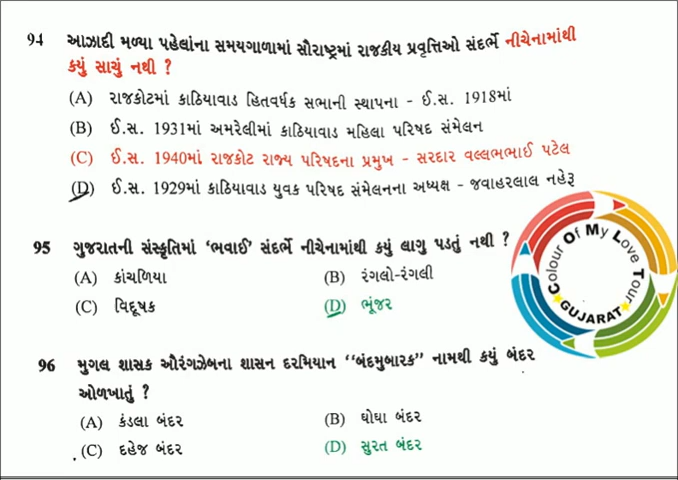 94 આઝાદી મળ્યા પહેલાંના સમયગાળામાં સૌરાષ્ટ્રમાં રાજકીય પ્રવૃત્તિઓ સંદર્ભે નીચેનામાંથી
કયું સાચું નથી ?
(A) રાજકોટમાં કાઠિયાવાડ હિતવર્ધક સભાની સ્થાપના - ઈ.સ. 1918માં
(B) ઈ.સ. 1931માં અમરેલીમાં કાઠિયાવાડ મહિલા પરિષદ સંમેલન
(C) ઈ.સ. 1940માં રાજકોટ રાજ્ય પરિષદના પ્રમુખ - સરદાર વલ્લભભાઈ પટેલ
(D) ઈ.સ. 1929માં કાઠિયાવાડ યુવક પરિષદ સંમેલનના અધ્યક્ષ - જવાહરલાલ નહેરૂ
95 ગુજરાતની સંસ્કૃતિમાં ‘ભવાઈ’ સંદર્ભે નીચેનામાંથી કયું લાગુ પડતું નથી ?
(A) કાંચળિયા (B) રંગલો-રંગલી
(C) વિદૂષક (D) ભૂંજર
Colour Of My Love Tour
GUJARAT
96 મુગલ શાસક ઔરંગઝેબના શાસન દરમિયાન “બંદમુબારક” નામથી કયું બંદર
ઓળખાતું ?
(A) કંડલા બંદર (B) ઘોઘા બંદર
(C) દહેજ બંદર (D) સુરત બંદર